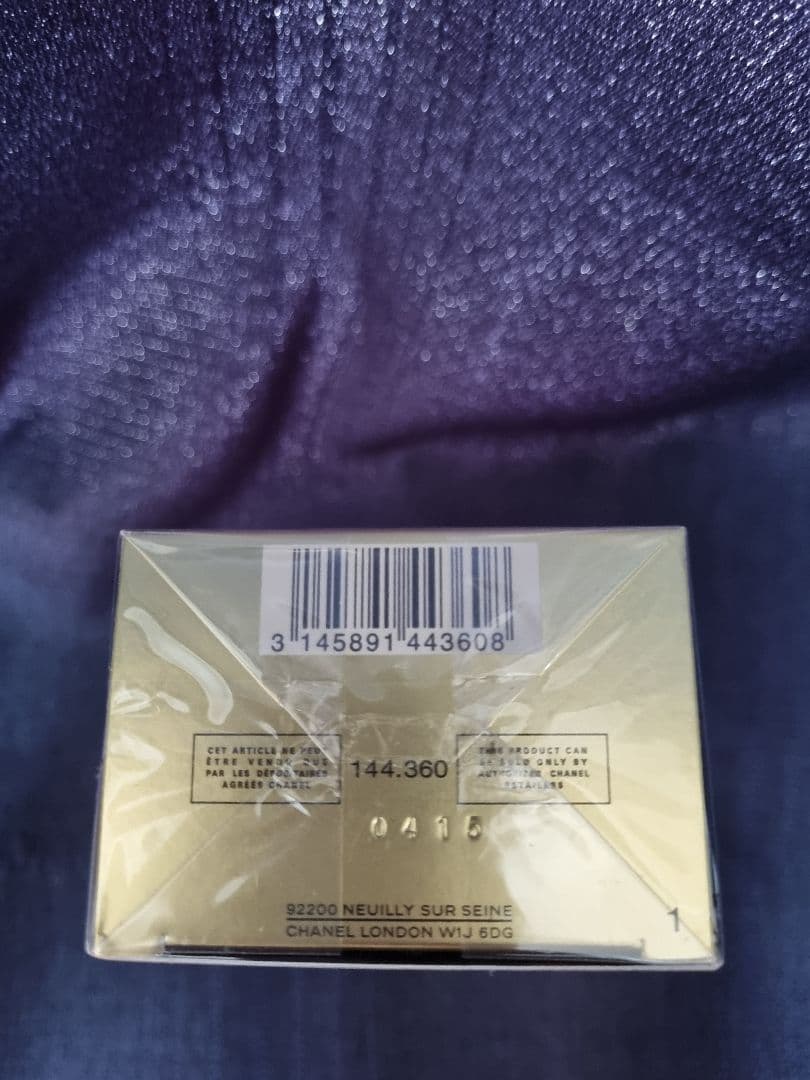 3 145891 443608
CET ARTICLE NE PEUT
ÊTRE VENDU QUE
PAR LES DÉPOSITAIRES
AGRÉÉS CHANEL
144.360
THIS PRODUCT CAN
BE SOLD ONLY BY
AUTHORIZED CHANEL
RETAILERS
0415
92200 NEUILLY SUR SEINE
CHANEL LONDON W1J 6DG
1